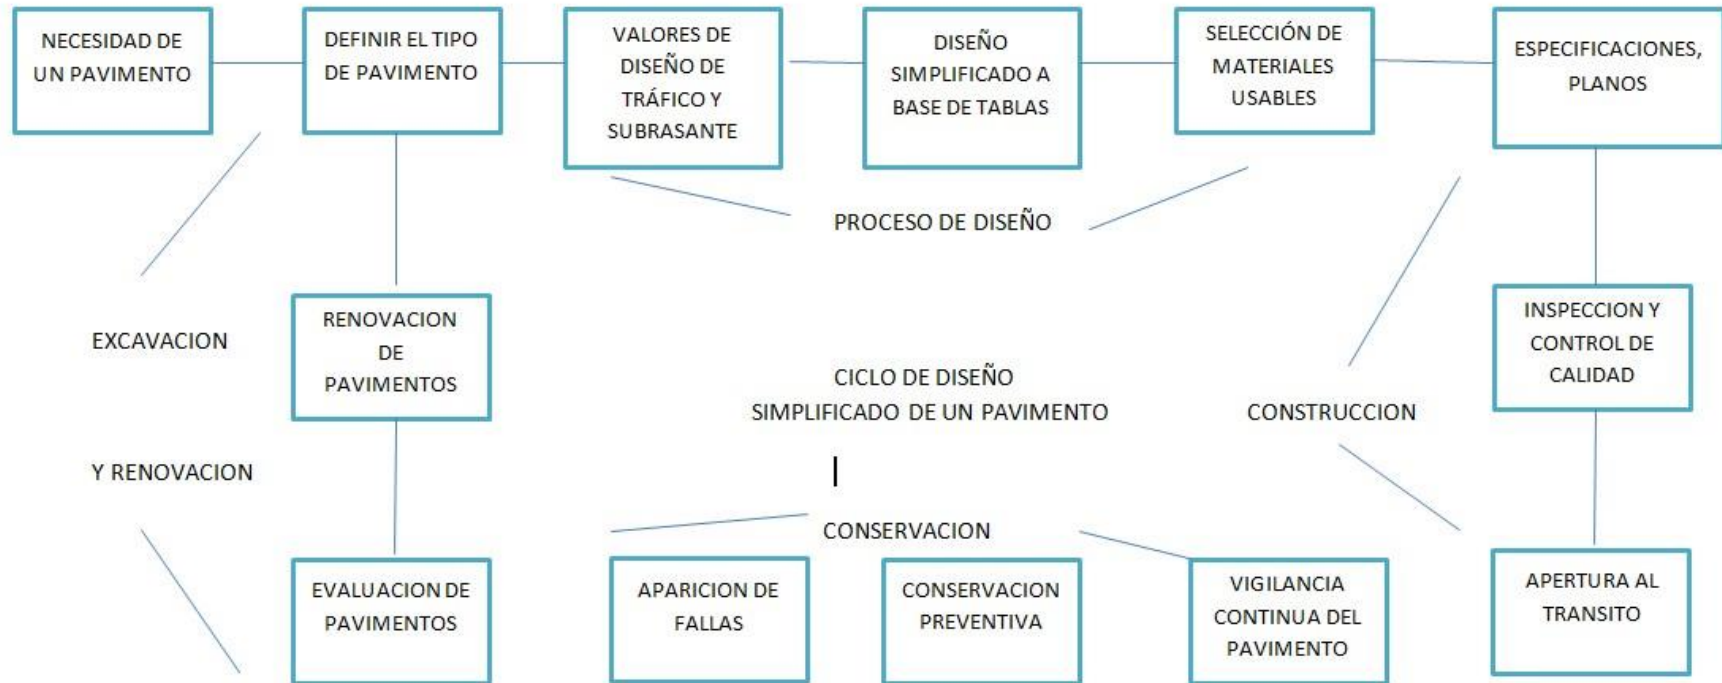 NECESIDAD DE
UN PAVIMENTO
DEFINIR EL TIPO
DE PAVIMENTO
VALORES DE
DISEÑO DE
TRÁFICO Y
SUBRASANTE
DISEÑO
SIMPLIFICADO A
BASE DE TABLAS
SELECCIÓN DE
MATERIALES
USABLES
ESPECIFICACIONES,
PLANOS
PROCESO DE DISEÑO
EXCAVACION
Y RENOVACION
RENOVACION
DE
PAVIMENTOS
CICLO DE DISEÑO
SIMPLIFICADO DE UN PAVIMENTO
CONSTRUCCION
INSPECCION Y
CONTROL DE
CALIDAD
CONSERVACION
EVALUACION DE
PAVIMENTOS
APARICION DE
FALLAS
CONSERVACION
PREVENTIVA
VIGILANCIA
CONTINUA DEL
PAVIMENTO
APERTURA AL
TRANSITO